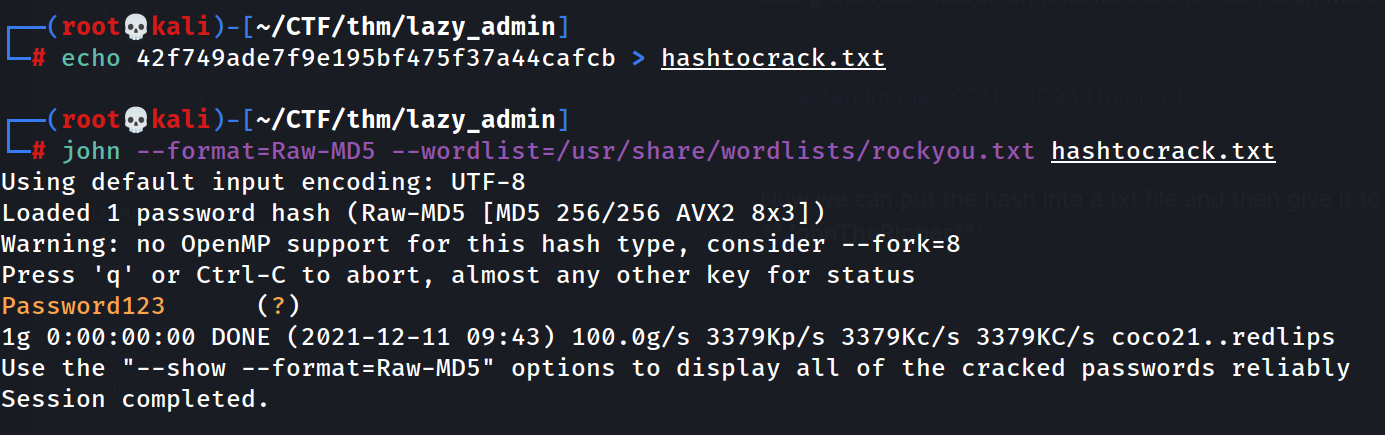 ┌──(root💀kali)-[~/CTF/thm/lazy_admin]
└─# echo 42f749ade7f9e195bf475f37a44cafcb > hashtocrack.txt
┌──(root💀kali)-[~/CTF/thm/lazy_admin]
└─# john --format=Raw-MD5 --wordlist=/usr/share/wordlists/rockyou.txt hashtocrack.txt
Using default input encoding: UTF-8
Loaded 1 password hash (Raw-MD5 [MD5 256/256 AVX2 8x3])
Warning: no OpenMP support for this hash type, consider --fork=8
Press 'q' or Ctrl-C to abort, almost any other key for status
Password123      (?)
1g 0:00:00:00 DONE (2021-12-11 09:43) 100.0g/s 3379Kp/s 3379Kc/s 3379KC/s coco21..redlips
Use the "--show --format=Raw-MD5" options to display all of the cracked passwords reliably
Session completed.